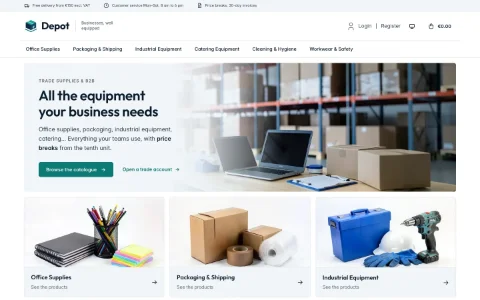 Free delivery from €150 excl. VAT
Customer service Mon–Sat, 9 am to 6 pm
Price breaks, 30-day invoices
Depot
Businesses, well equipped.
Login | Register
€0.00
Office Supplies
Packaging & Shipping
Industrial Equipment
Catering Equipment
Cleaning & Hygiene
Workwear & Safety
TRADE SUPPLIES & B2B
All the equipment
your business needs
Office supplies, packaging, industrial equipment,
catering... Everything your teams use, with price
breaks from the tenth unit.
Browse the catalogue →
Open a trade account →
Office Supplies
See the products
Packaging & Shipping
See the products
Industrial Equipment
See the products